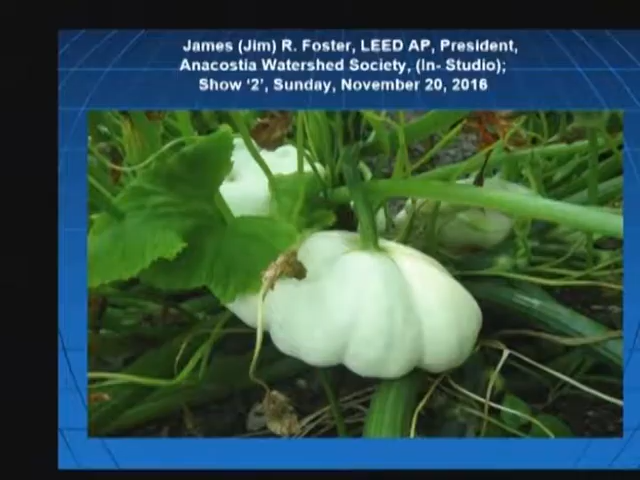 James (Jim) R. Foster, LEED AP, President,
Anacostia Watershed Society, (In- Studio);
Show ‘2’, Sunday, November 20, 2016